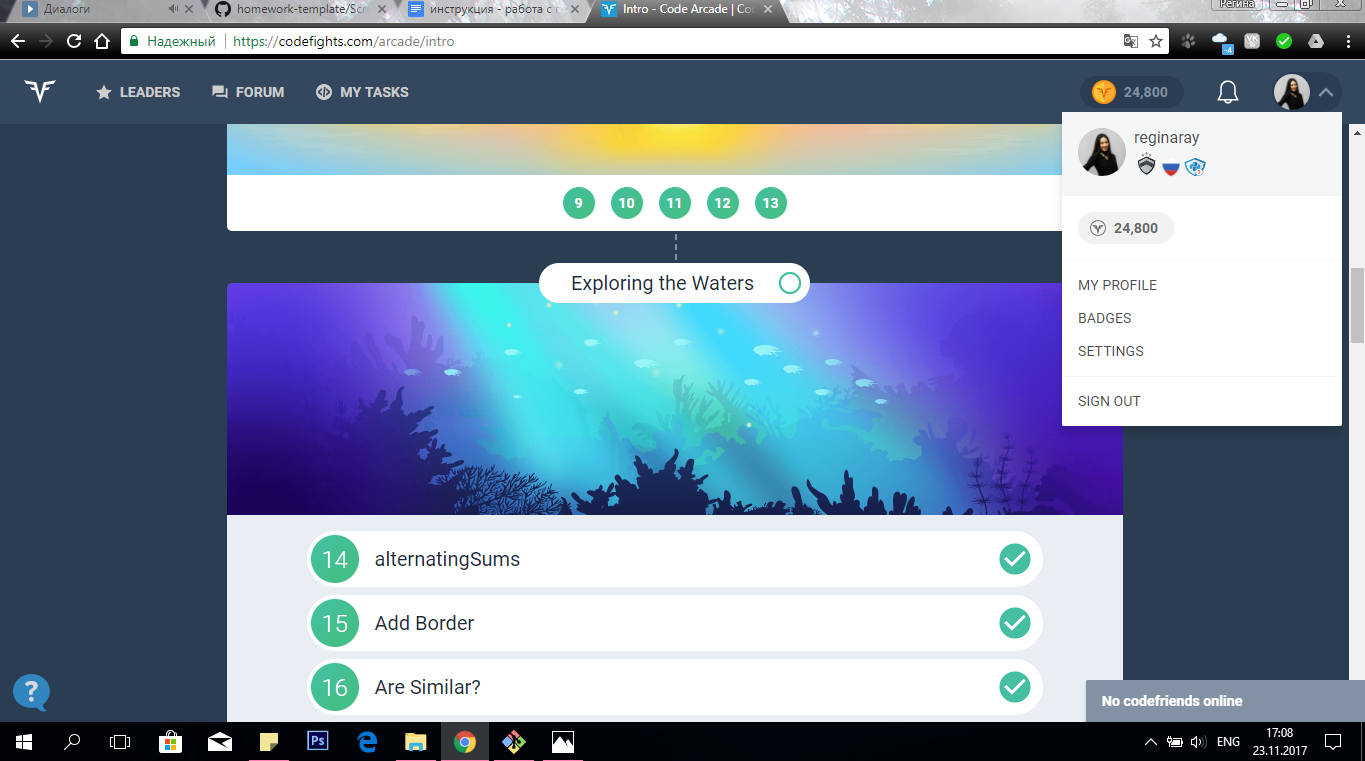 Диалоги
homework-template/Scr
инструкция - работа с г
Intro - Code Arcade | Co
Регина
Надежный
https://codefights.com/arcade/intro
-4
LEADERS
FORUM
MY TASKS
24,800
reginaray
24,800
MY PROFILE
BADGES
SETTINGS
SIGN OUT
9 10 11 12 13
Exploring the Waters
14 alternatingSums
15 Add Border
16 Are Similar?
?
No codefriends online
Ps
ENG
17:08
23.11.2017